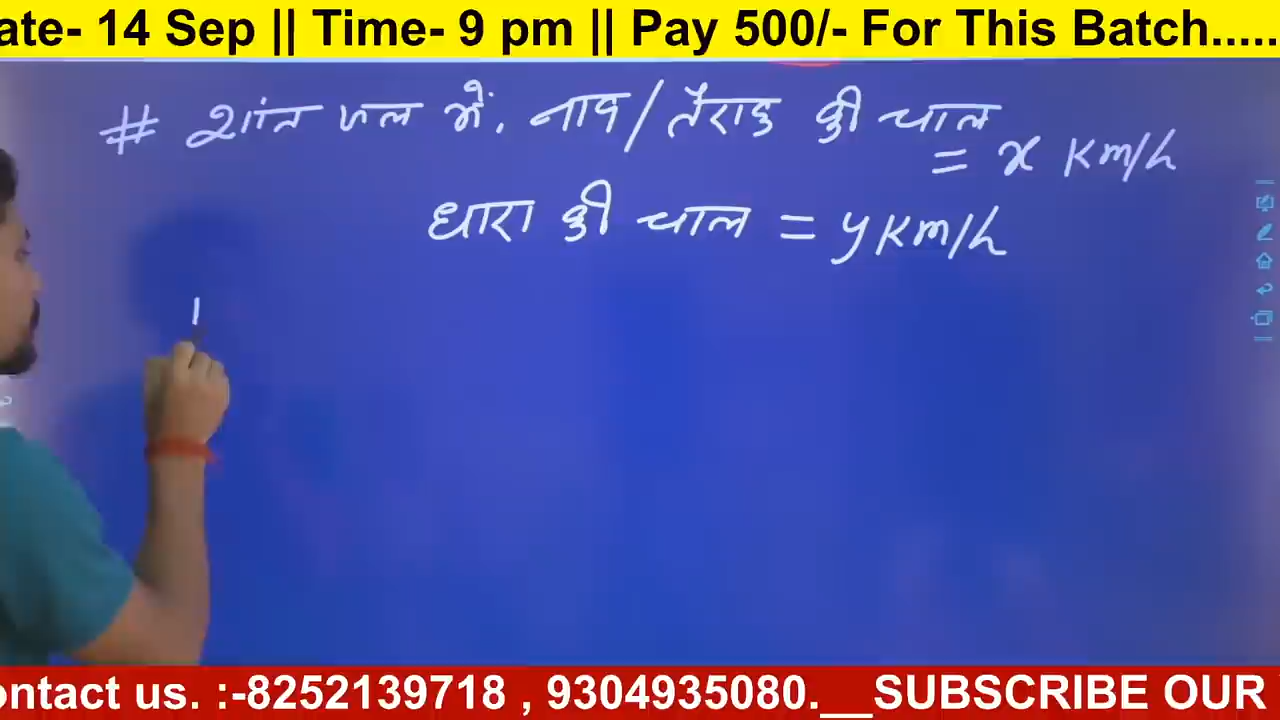 ate- 14 Sep || Time- 9 pm || Pay 500/- For This Batch.....
# शांत जल में, नाव/तैराक की चाल
= x Km/h
धारा की चाल = y Km/h
ontact us. :-8252139718 , 9304935080.__SUBSCRIBE OUR